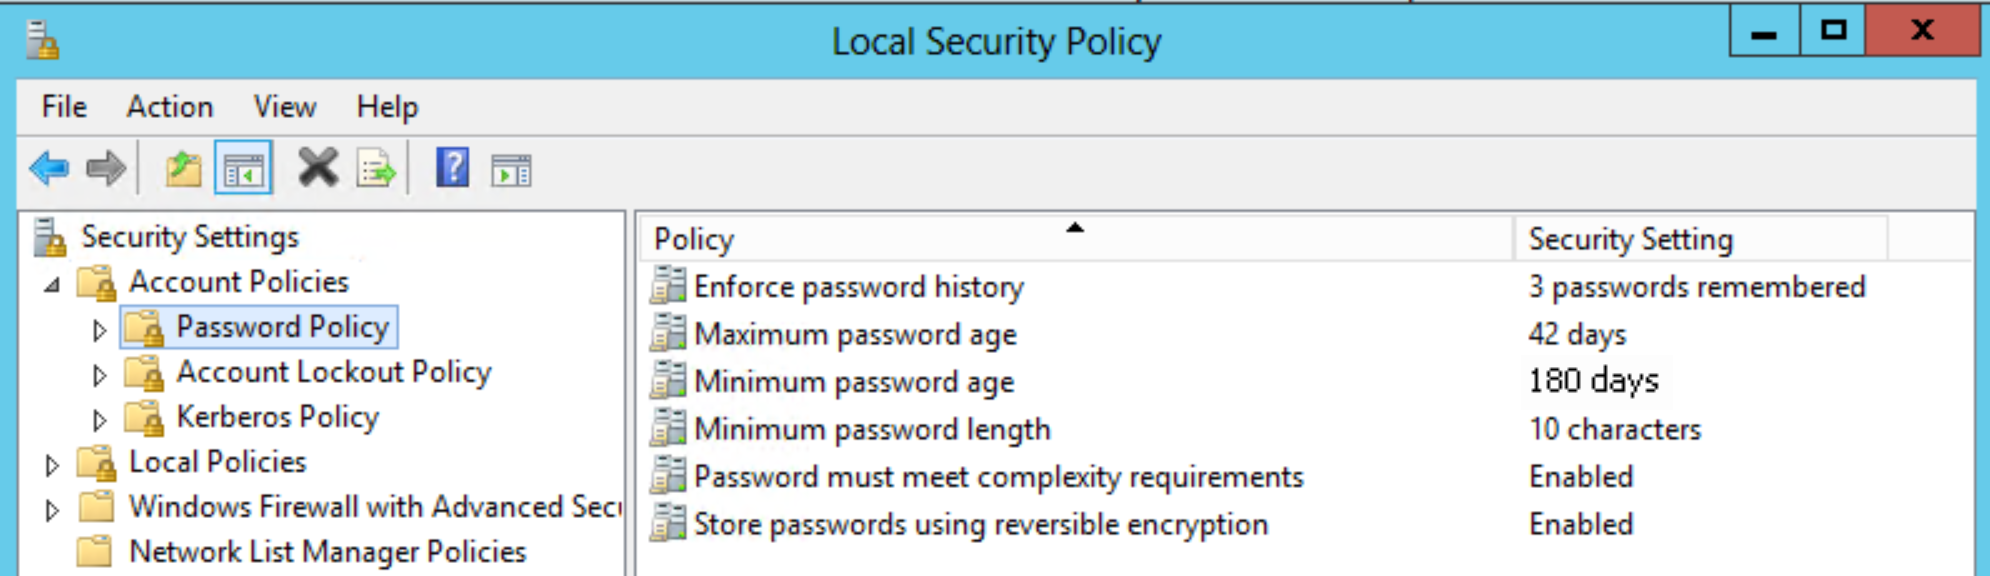 Local Security Policy
File Action View Help
Security Settings
Account Policies
Password Policy
Account Lockout Policy
Kerberos Policy
Local Policies
Windows Firewall with Advanced Secu
Network List Manager Policies
Policy Security Setting
Enforce password history 3 passwords remembered
Maximum password age 42 days
Minimum password age 180 days
Minimum password length 10 characters
Password must meet complexity requirements Enabled
Store passwords using reversible encryption Enabled